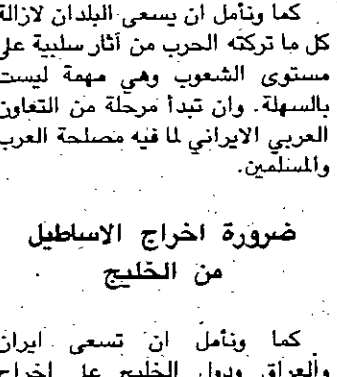 كما ونأمل ان يسعى البلدان لازالة
كل ما تركته الحرب من آثار سلبية على
مستوى الشعوب وهي مهمة ليست
بالسهلة. وان تبدأ مرحلة من التعاون
العربي الايراني لما فيه مصلحة العرب
والمسلمين.
ضرورة اخراج الاساطيل
من الخليج
كما ونأمل ان تسعى ايران
والعراق ودول الخليج على اخراج